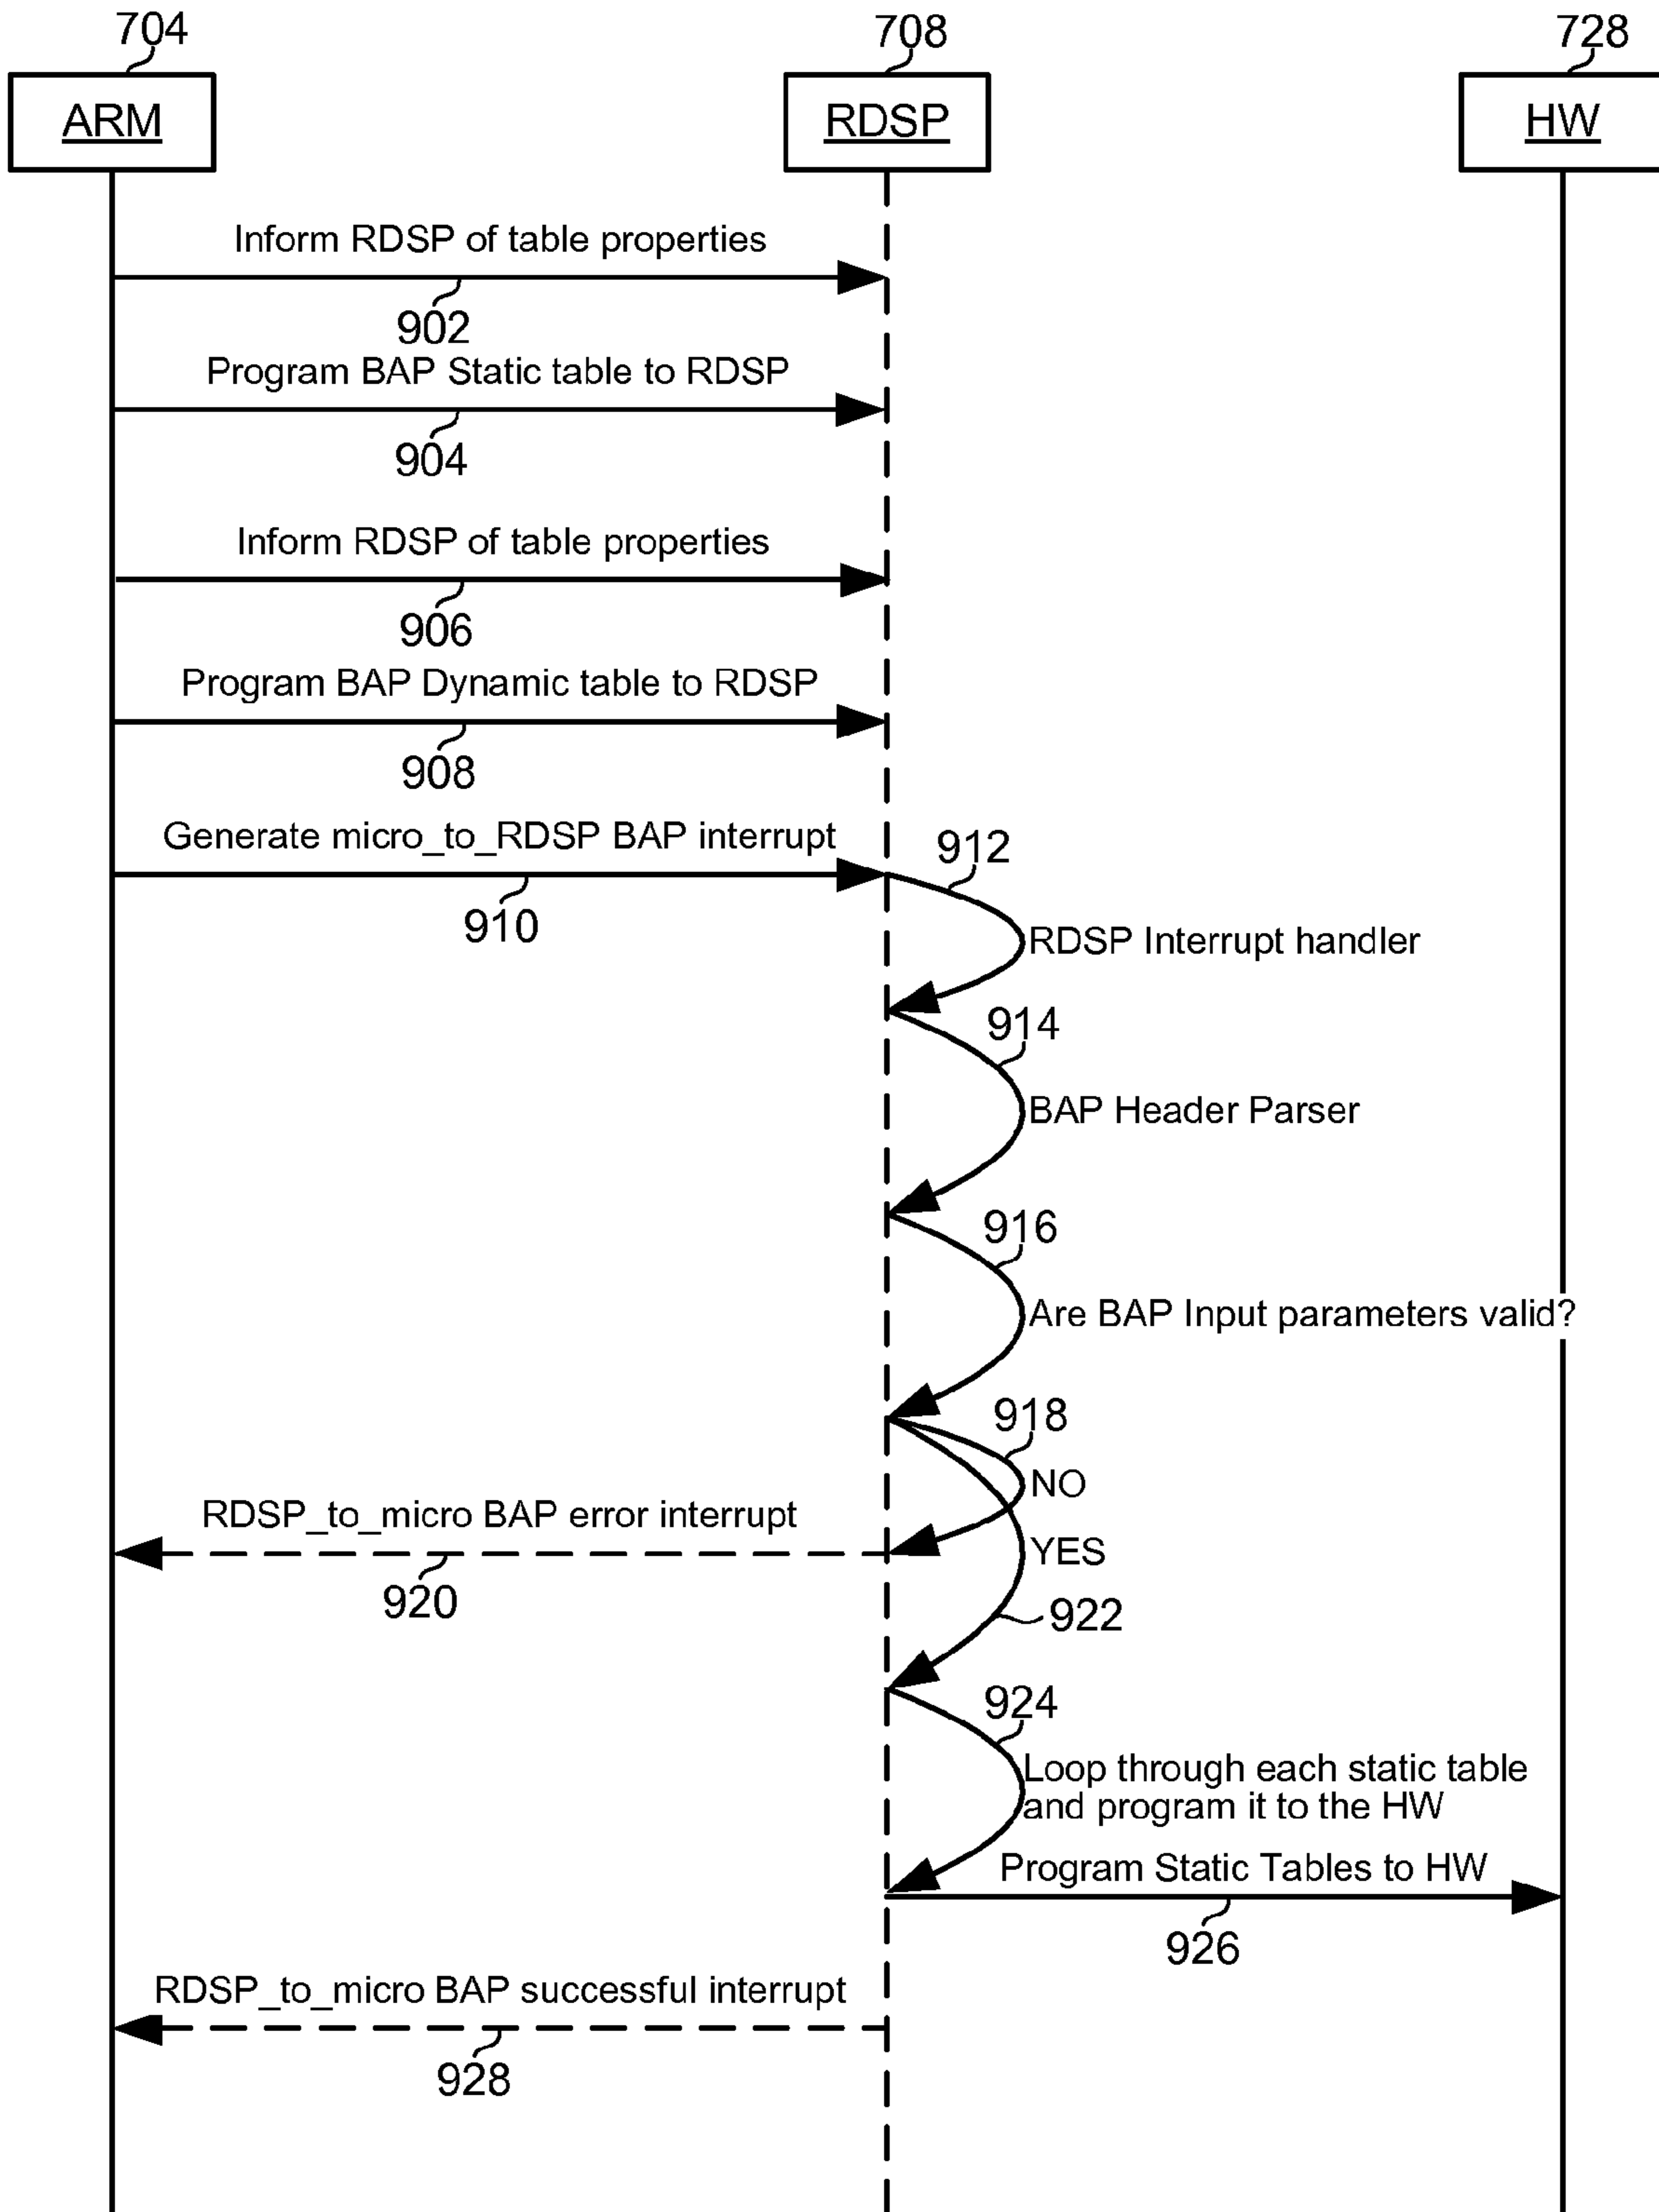 704
708
728
ARM
RDSP
HW
Inform RDSP of table properties
902
Program BAP Static table to RDSP
904
Inform RDSP of table properties
906
Program BAP Dynamic table to RDSP
908
Generate micro_to_RDSP BAP interrupt
910
912
RDSP Interrupt handler
914
BAP Header Parser
916
Are BAP Input parameters valid?
918
NO
RDSP_to_micro BAP error interrupt
920
YES
922
924
Loop through each static table
and program it to the HW
Program Static Tables to HW
926
RDSP_to_micro BAP successful interrupt
928